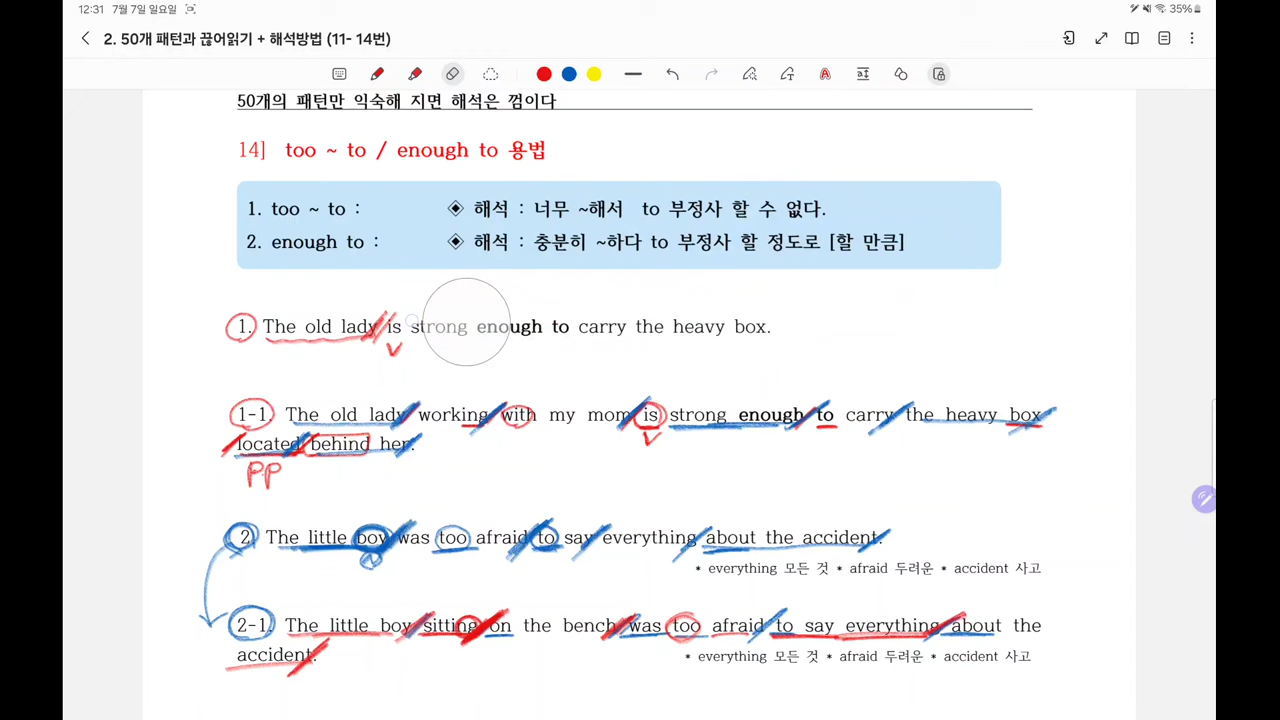 12:31 7월 7일 일요일 35%
2. 50개 패턴과 끊어읽기 + 해석방법 (11- 14번)
50개의 패턴만 익숙해 지면 해석은 껌이다
14] too ~ to / enough to 용법
1. too ~ to : ◈ 해석 : 너무 ~해서 to 부정사 할 수 없다.
2. enough to : ◈ 해석 : 충분히 ~하다 to 부정사 할 정도로 [할 만큼]
1. The old lady is strong enough to carry the heavy box.
V
1-1. The old lady working with my mom is strong enough to carry the heavy box
V
located behind her.
PP
2. The little boy was too afraid to say everything about the accident.
* everything 모든 것 * afraid 두려운 * accident 사고
2-1. The little boy sitting on the bench was too afraid to say everything about the
accident.
* everything 모든 것 * afraid 두려운 * accident 사고